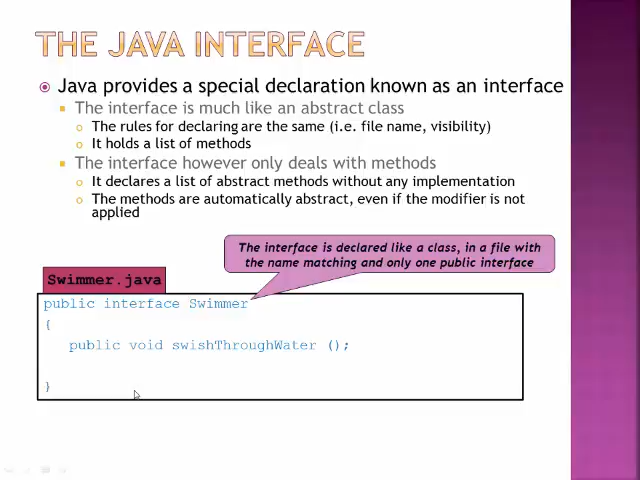 THE JAVA INTERFACE
Java provides a special declaration known as an interface
The interface is much like an abstract class
The rules for declaring are the same (i.e. file name, visibility)
It holds a list of methods
The interface however only deals with methods
It declares a list of abstract methods without any implementation
The methods are automatically abstract, even if the modifier is not
applied
The interface is declared like a class, in a file with
the name matching and only one public interface
Swimmer.java
public interface Swimmer
{
public void swishThroughWater ();
}